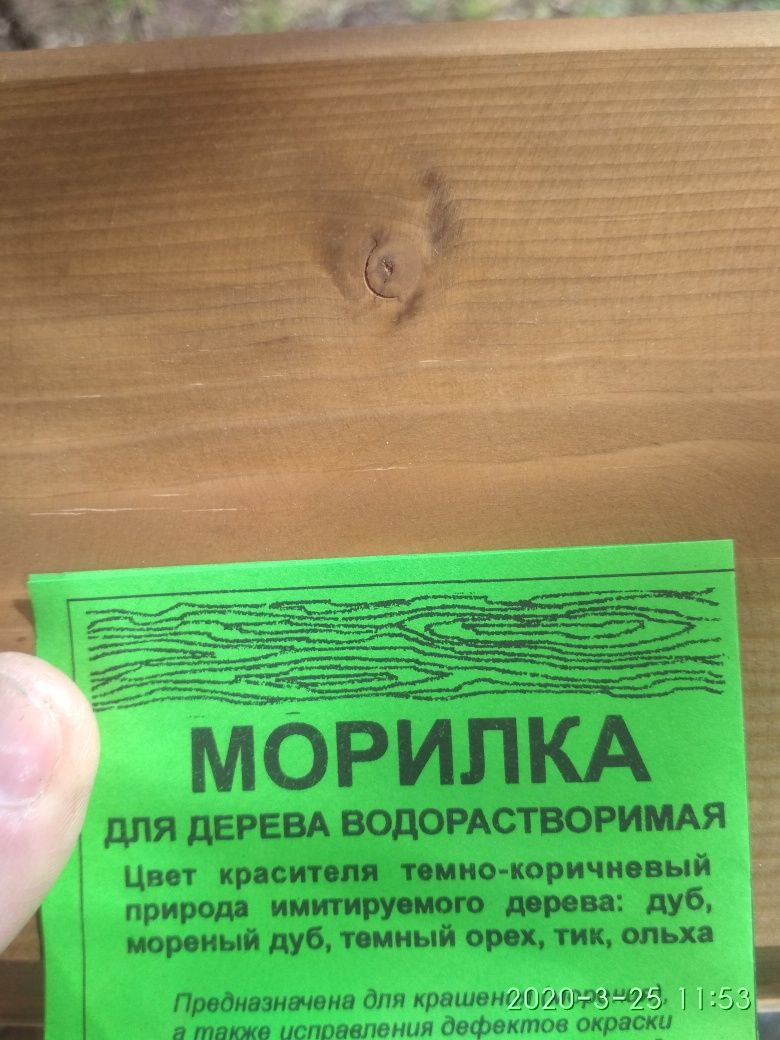 МОРИЛКА
ДЛЯ ДЕРЕВА ВОДОРАСТВОРИМАЯ
Цвет красителя темно-коричневый
природа имитируемого дерева: дуб,
мореный дуб, темный орех, тик, ольха
Предназначена для
2020-3-25 11:53
а также исправления дефектов окраски